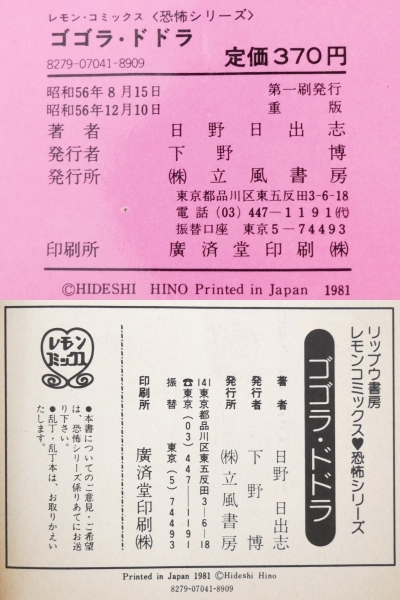 レモン・コミックス〈恐怖シリーズ〉
ゴゴラ・ドドラ
8279-07041-8909
定価370円
昭和56年8月15日 第一刷発行
昭和56年12月10日 重版
著者 日野日出志
発行者 下野博
発行所 ㈱立風書房
東京都品川区東五反田3-6-18
電話(03)447-1191㈹
振替口座 東京5-74493
印刷所 廣済堂印刷㈱
©HIDESHI HINO Printed in Japan 1981
リップウ書房
レモンコミックス♥恐怖シリーズ
ゴゴラ・ドドラ
著者 日野日出志
発行者 下野博
発行所 ㈱立風書房
141東京都品川区東五反田3-6-18
☎東京(03)447-1191
振替 東京(5)74493
印刷所 廣済堂印刷㈱
レモン
コミックス
●本書についてのご意見・ご希望
は、恐怖シリーズ係りあてにお送
り下さい。
●乱丁・乱丁本は、お取りかえい
たします。
Printed in Japan 1981 ©Hideshi Hino
8279-07041-8909